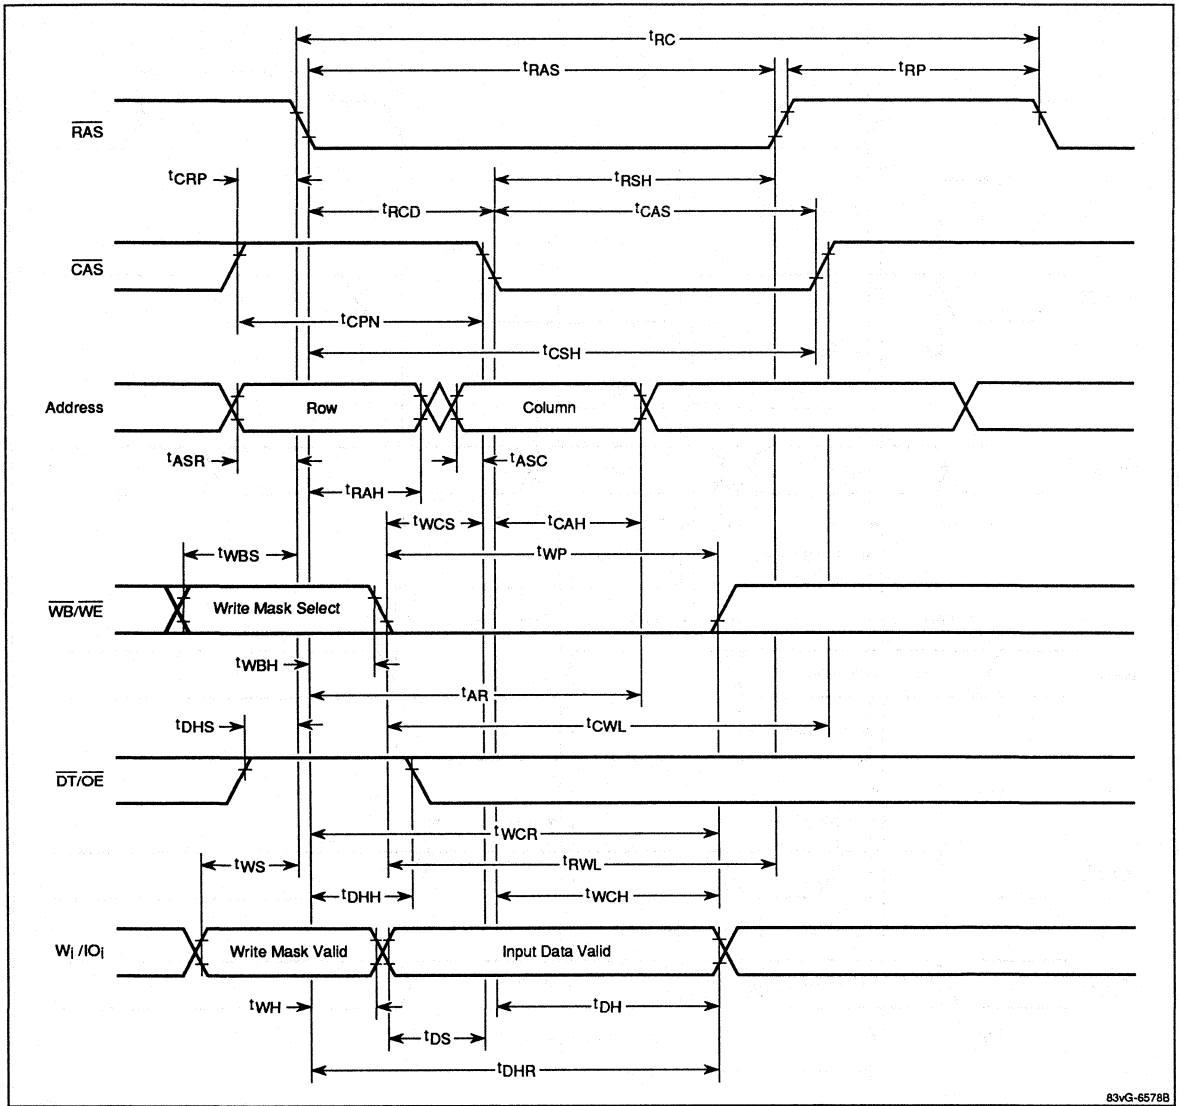 tRC
tRAS
tRP
RAS
tCRP
tRSH
tRCD
tCAS
CAS
tCPN
tCSH
Address
Row
Column
tASR
tASC
tRAH
tWCS
tCAH
tWBS
tWP
WB/WE
Write Mask Select
tWBH
tAR
tDHS
tCWL
DT/OE
tWCR
tWS
tRWL
tDHH
tWCH
Wi /IOi
Write Mask Valid
Input Data Valid
tWH
tDH
tDS
tDHR
83vG-6578B